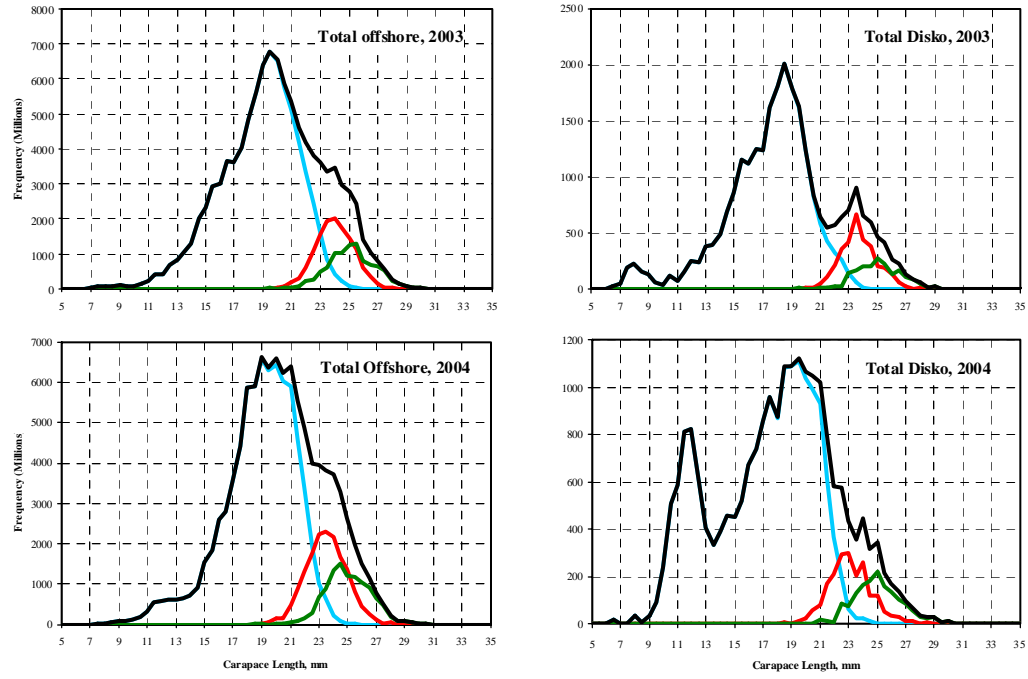 Total offshore, 2003
Frequency (Millions)
8000
7000
6000
5000
4000
3000
2000
1000
0
5 7 9 11 13 15 17 19 21 23 25 27 29 31 33 35
Total Disko, 2003
2500
2000
1500
1000
500
0
5 7 9 11 13 15 17 19 21 23 25 27 29 31 33 35
Total Offshore, 2004
Frequency (Millions
7000
6000
5000
4000
3000
2000
1000
0
5 7 9 11 13 15 17 19 21 23 25 27 29 31 33 35
Carapace Length, mm
Total Disko, 2004
1200
1000
800
600
400
200
0
5 7 9 11 13 15 17 19 21 23 25 27 29 31 33 35
Carapace Length, mm